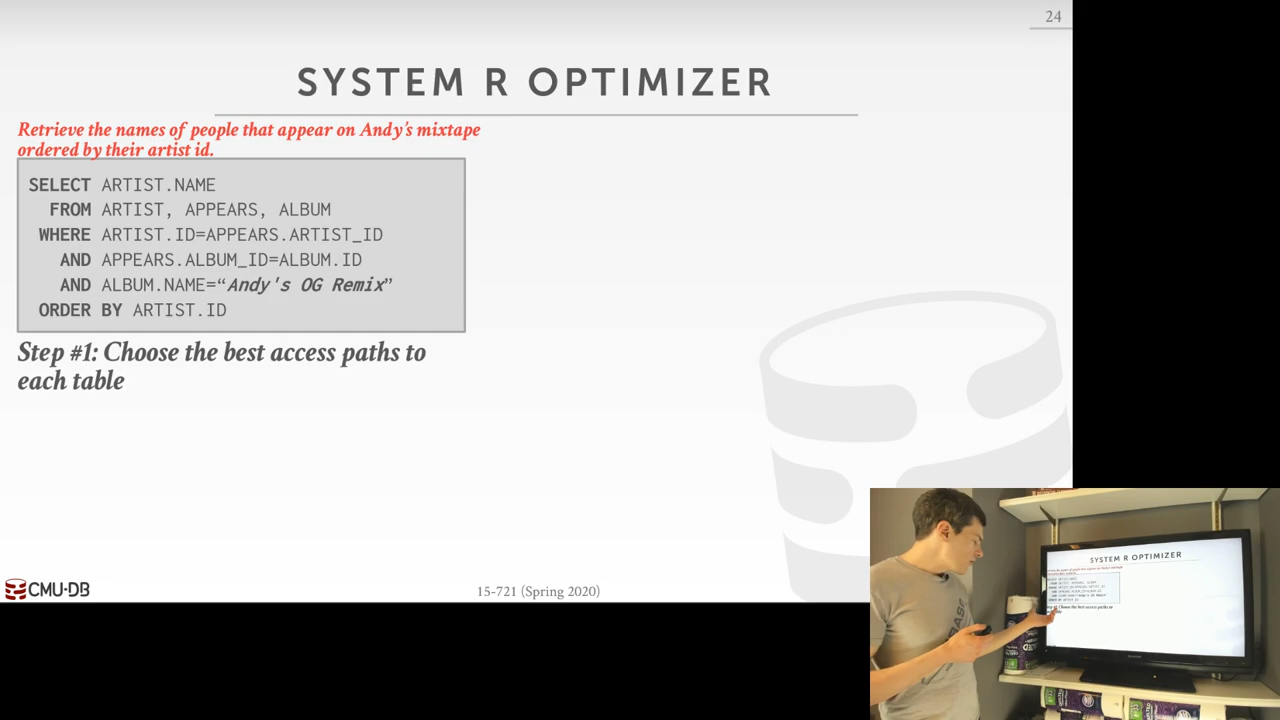 24
SYSTEM R OPTIMIZER
Retrieve the names of people that appear on Andy's mixtape
ordered by their artist id.
SELECT ARTIST.NAME
FROM ARTIST, APPEARS, ALBUM
WHERE ARTIST.ID=APPEARS.ARTIST_ID
AND APPEARS.ALBUM_ID=ALBUM.ID
AND ALBUM.NAME=“Andy's OG Remix”
ORDER BY ARTIST.ID
Step #1: Choose the best access paths to
each table
CMU·DB
15-721 (Spring 2020)
SYSTEM R OPTIMIZER